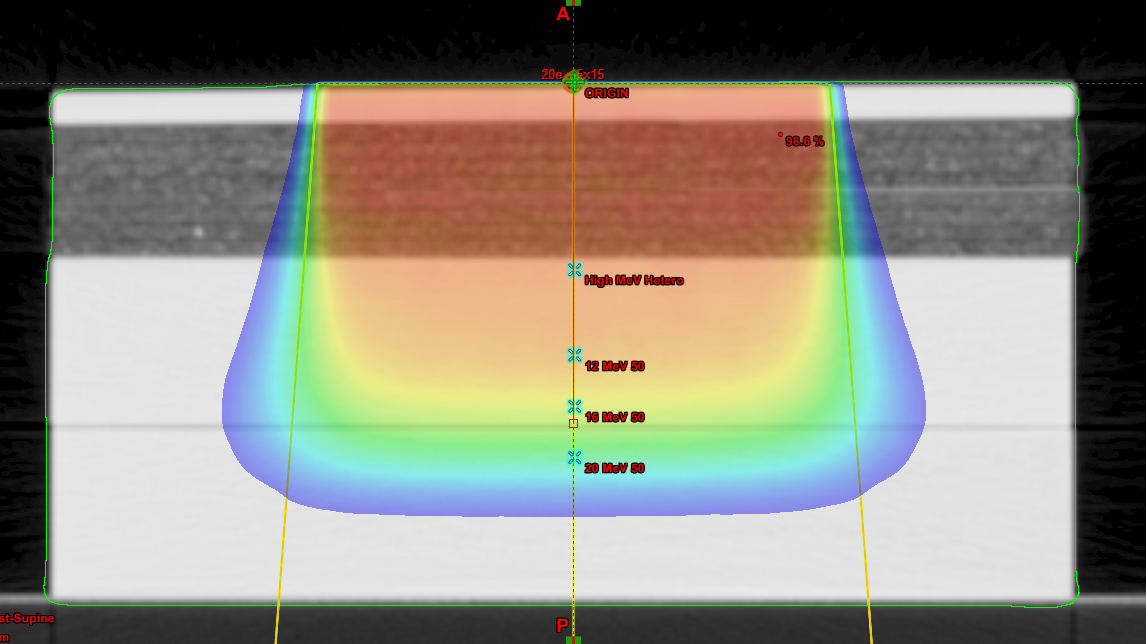 A
20e 15x15
ORIGIN
98.6 %
High MeV Hetero
12 MeV 50
16 MeV 50
20 MeV 50
st-Supine
P
m